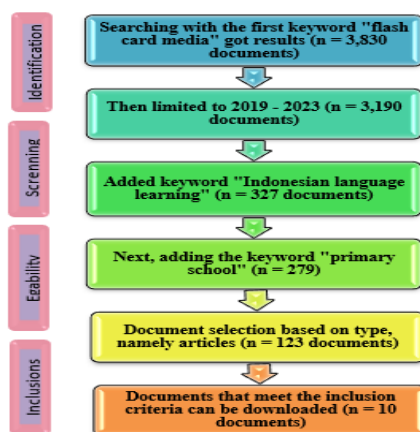 Identification
Searching with the first keyword "flash
card media" got results (n = 3,830
documents)
Then limited to 2019 - 2023 (n = 3,190
documents)
Screnning
Added keyword "Indonesian language
learning" (n = 327 documents)
Egability
Next, adding the keyword "primary
school" (n = 279)
Document selection based on type,
namely articles (n = 123 documents)
Inclusions
Documents that meet the inclusion
criteria can be downloaded (n = 10
documents)